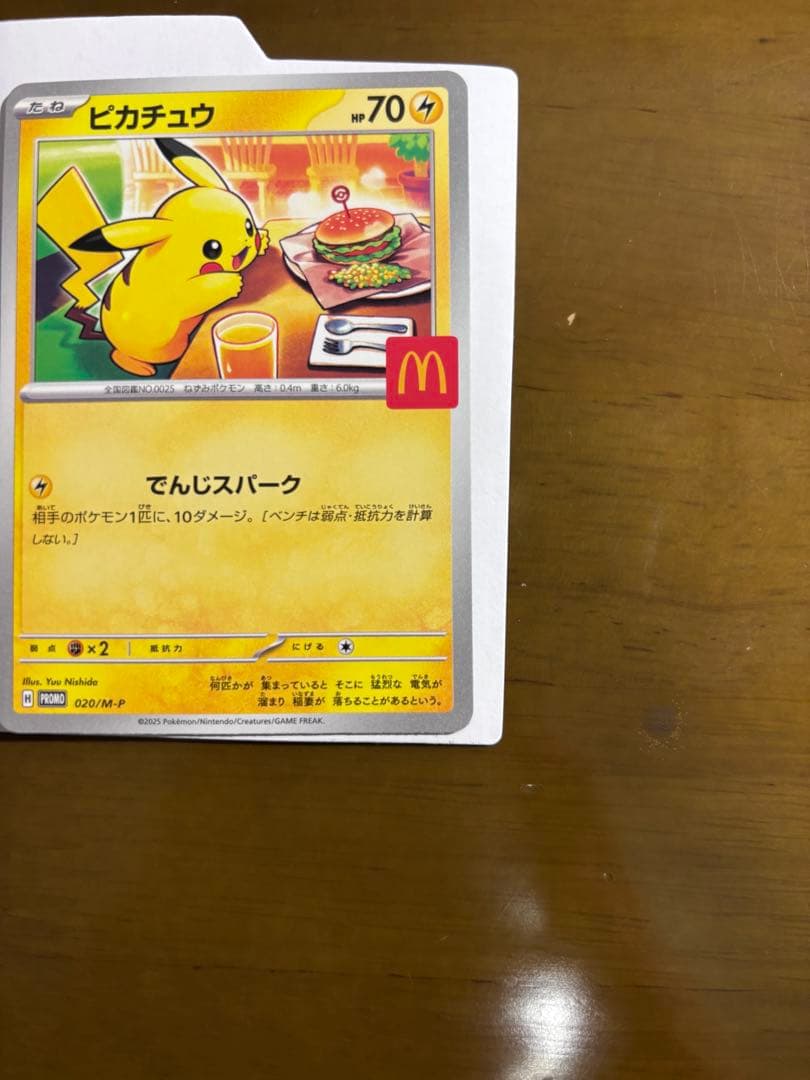 たね ピカチュウ HP70
全国図鑑NO.0025 ねずみポケモン 高さ:0.4m 重さ:6.0kg
でんじスパーク
相手のポケモン1匹に、10ダメージ。[ベンチは弱点・抵抗力を計算
しない。]
弱点 ×2 抵抗力 にげる
Illus. Yuu Nishida
何匹かが 集まっていると そこに 猛烈な 電気が
溜まり 稲妻が 落ちることがあるという。
PROMO 020/M-P
©2025 Pokémon/Nintendo/Creatures/GAME FREAK.